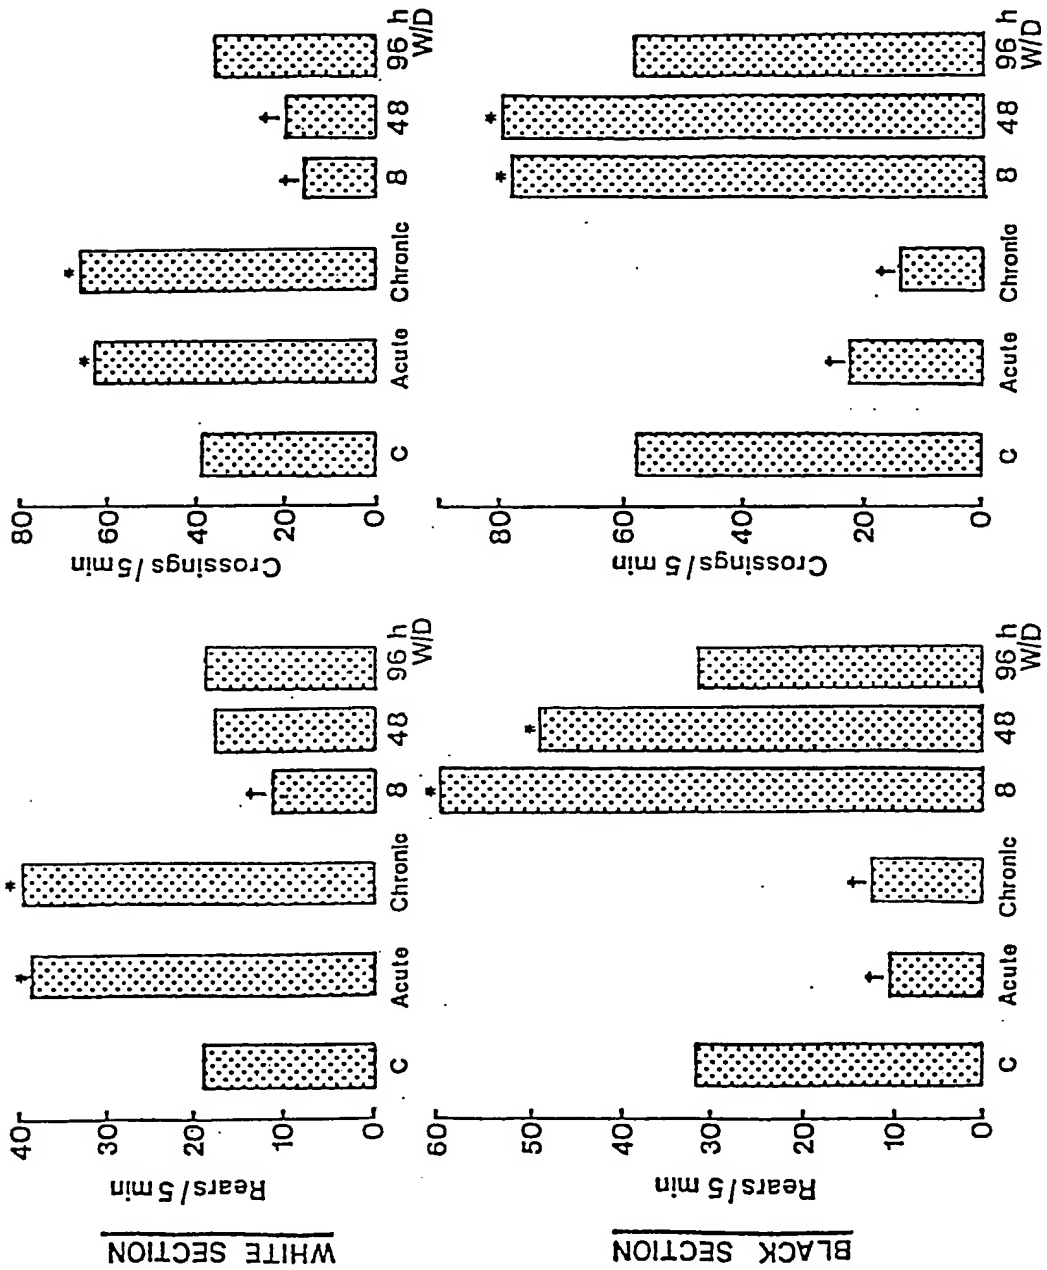 WHITE SECTION
Rears/5 min
40
30
20
10
0
*
*
†
C
Acute
Chronic
8
48
96 h
W/D
Crossings/5 min
80
60
40
20
0
*
*
†
†
C
Acute
Chronic
8
48
96 h
W/D
BLACK SECTION
Rears/5 min
60
50
40
30
20
10
0
†
†
*
*
C
Acute
Chronic
8
48
96 h
W/D
Crossings/5 min
80
60
40
20
0
†
†
*
*
C
Acute
Chronic
8
48
96 h
W/D